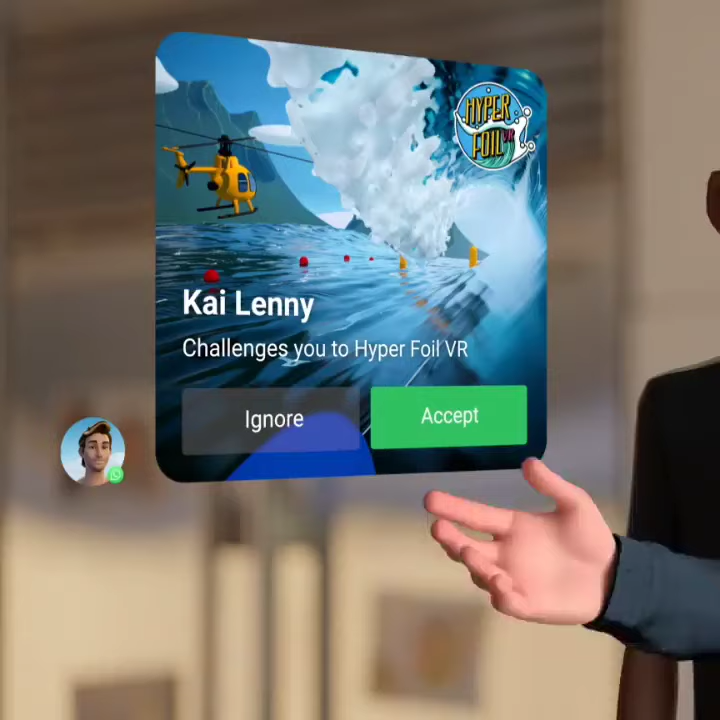 HYPER
FOIL VR
Kai Lenny
Challenges you to Hyper Foil VR
Ignore
Accept